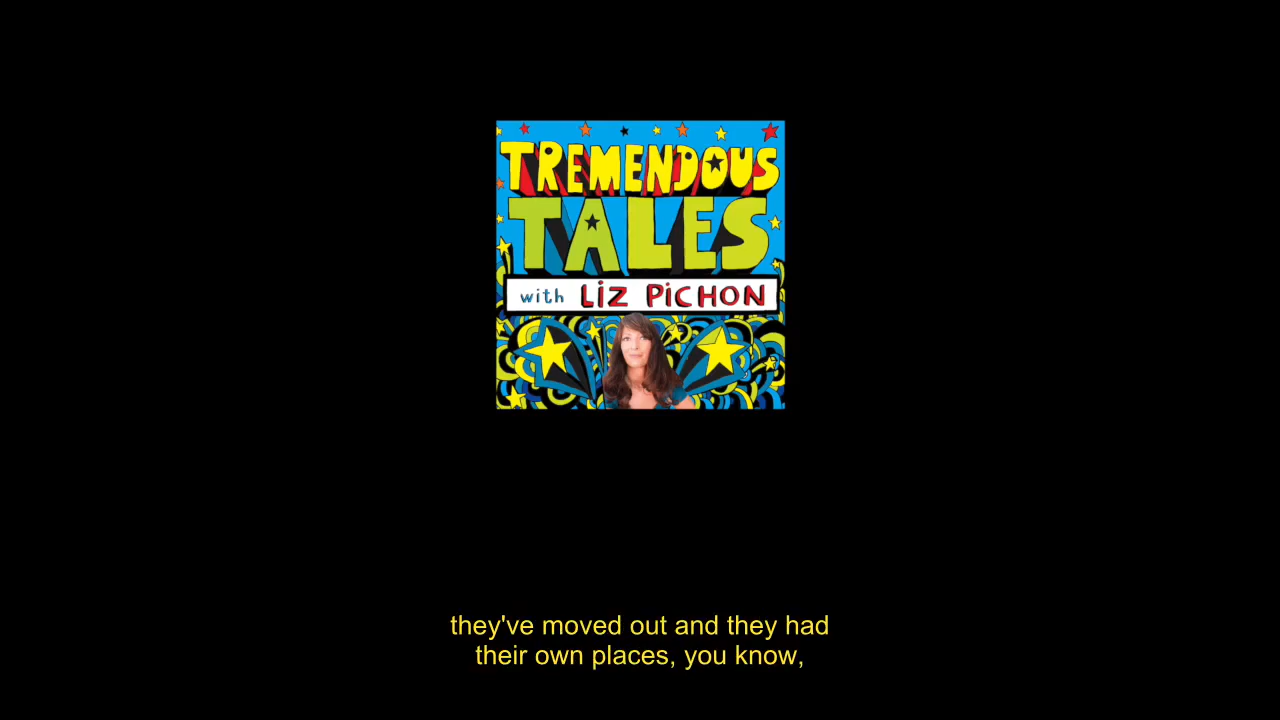 TREMENDOUS
TALES
with LiZ PiCHON
they've moved out and they had
their own places, you know,